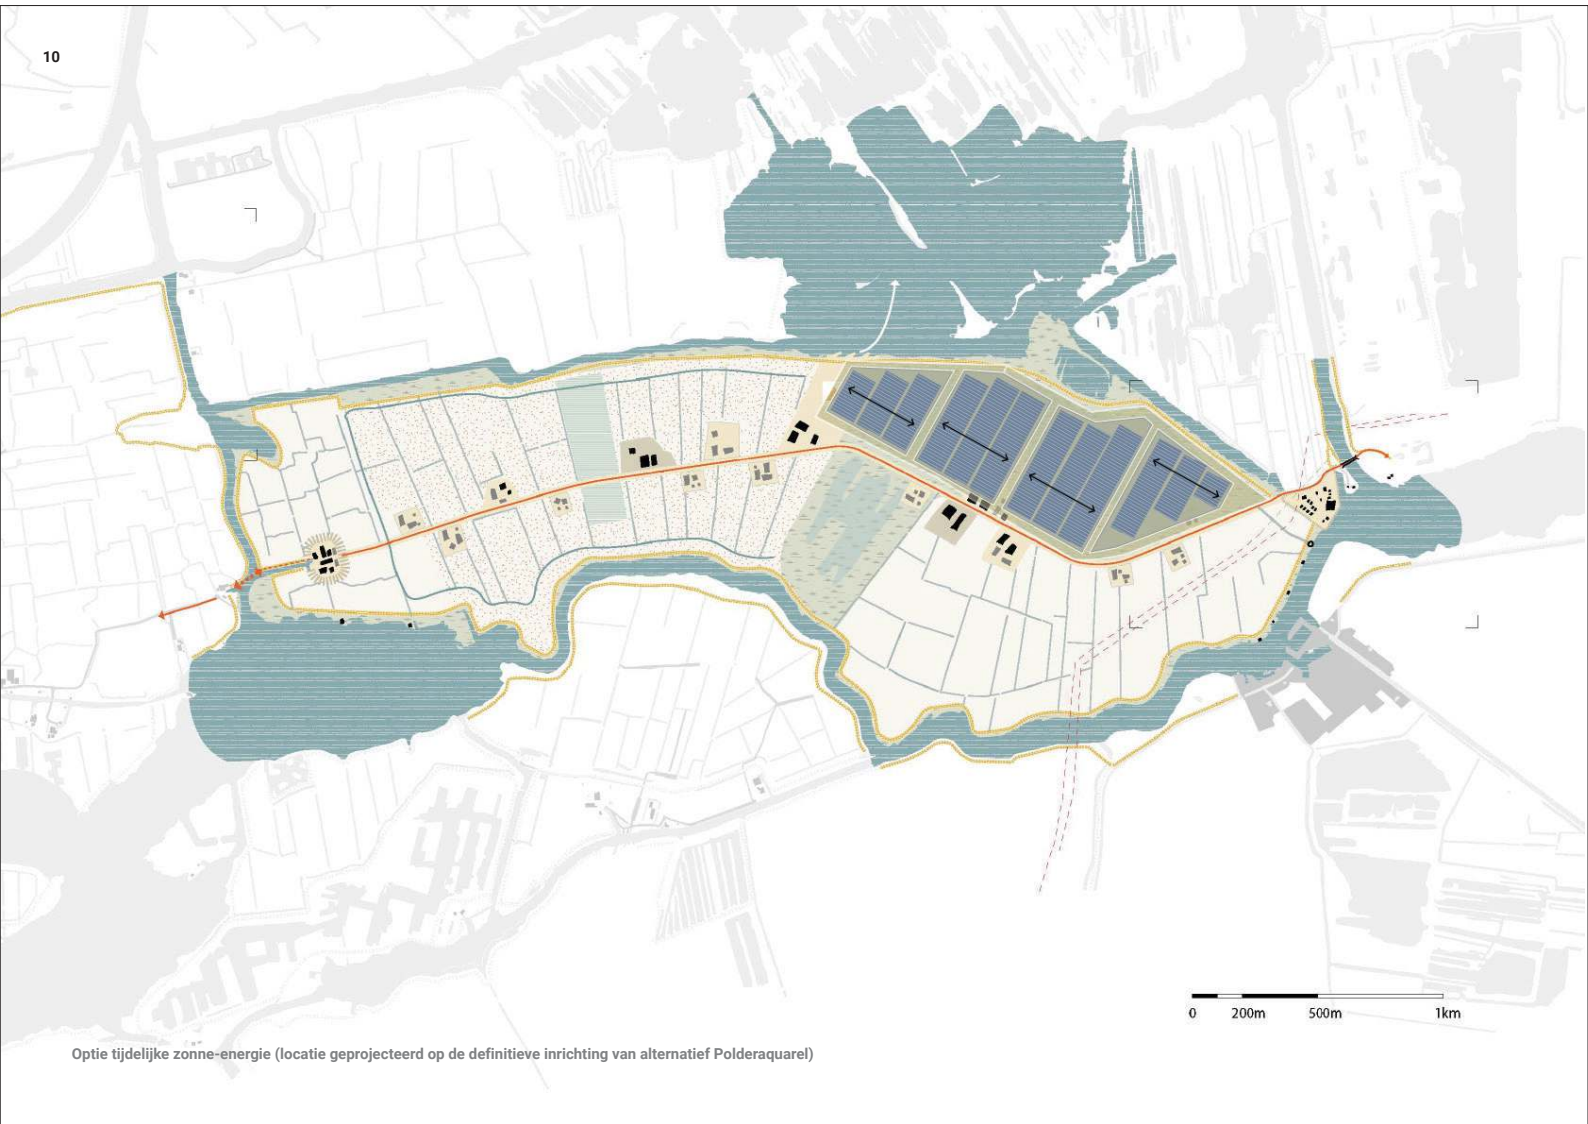 10
0 200m 500m 1km
Optie tijdelijke zonne-energie (locatie geprojecteerd op de definitieve inrichting van alternatief Polderaquarel)